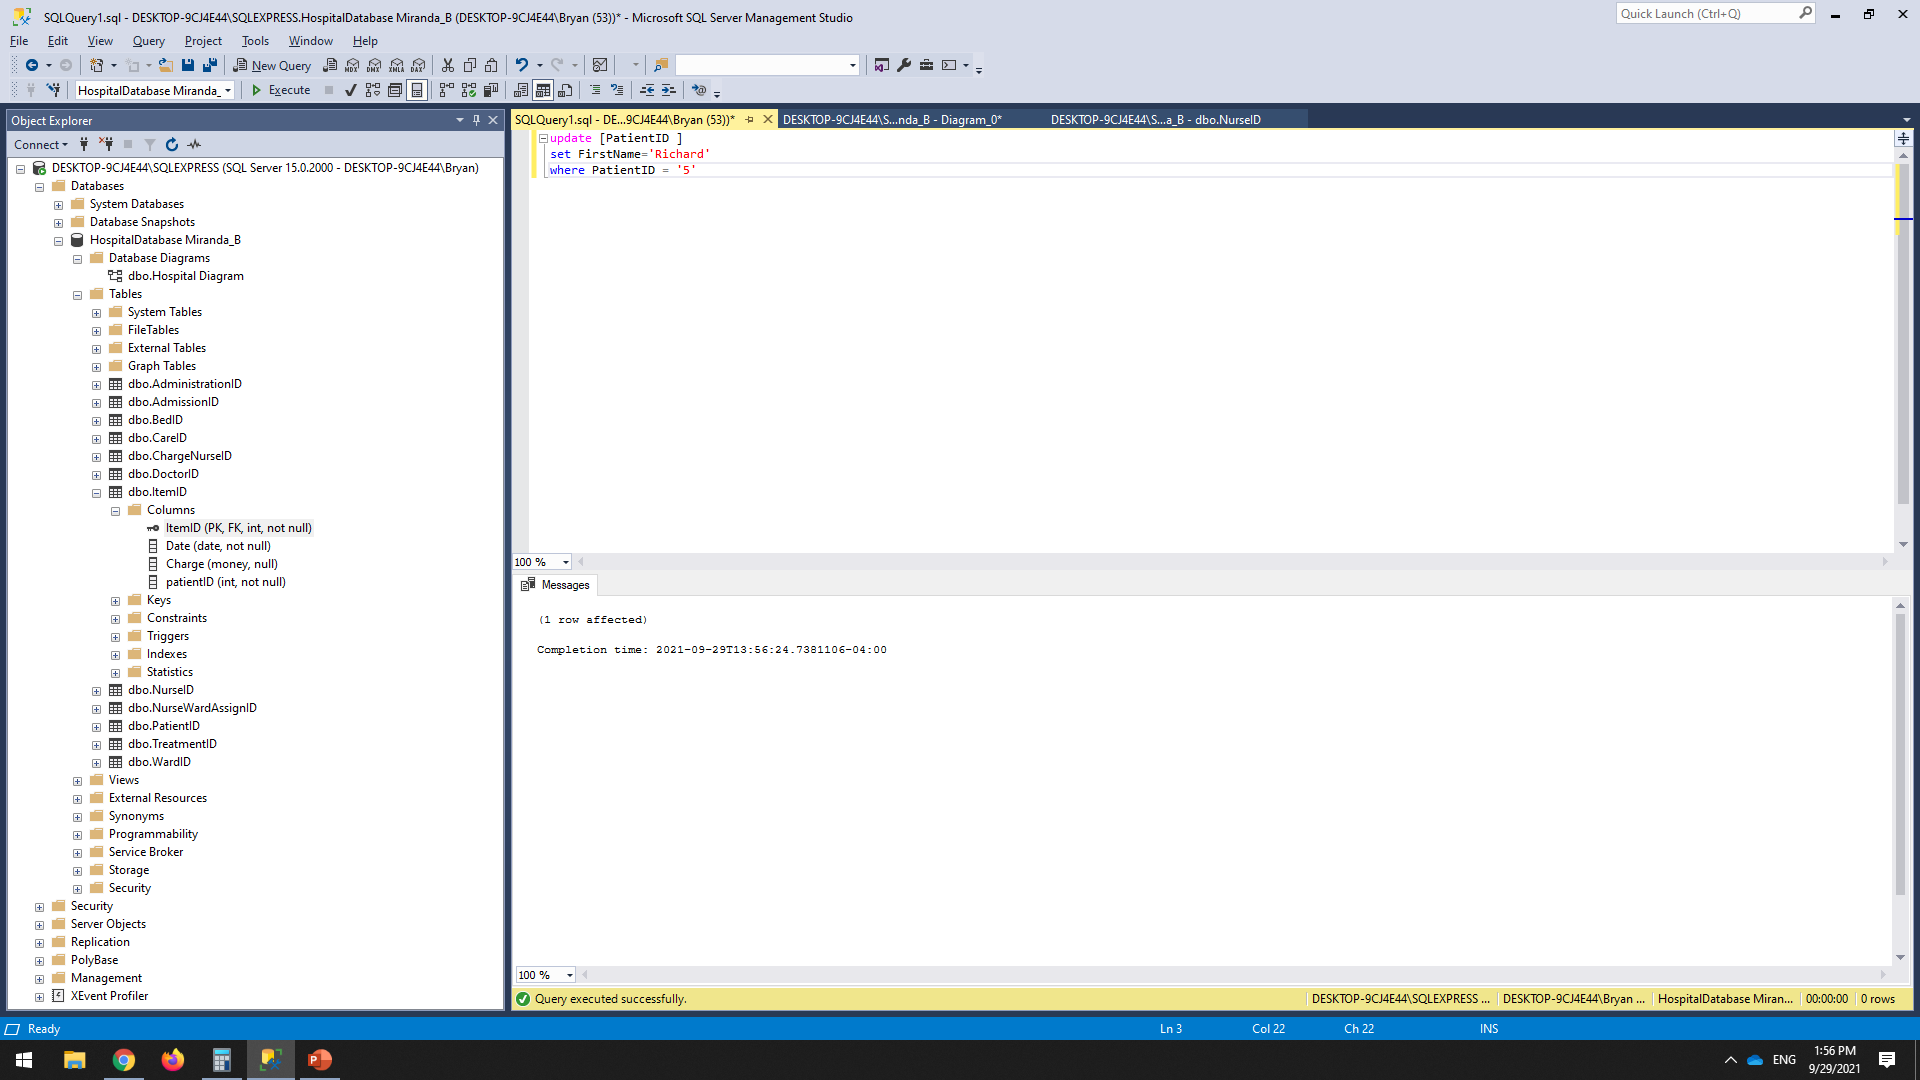 SQLQuery1.sql - DESKTOP-9CJ4E44\SQLEXPRESS.HospitalDatabase Miranda_B (DESKTOP-9CJ4E44\Bryan (53))* - Microsoft SQL Server Management Studio
Quick Launch (Ctrl+Q)
File Edit View Query Project Tools Window Help
New Query MDX DMX XMLA DAX
HospitalDatabase Miranda_ Execute
Object Explorer
Connect
DESKTOP-9CJ4E44\SQLEXPRESS (SQL Server 15.0.2000 - DESKTOP-9CJ4E44\Bryan)
Databases
System Databases
Database Snapshots
HospitalDatabase Miranda_B
Database Diagrams
dbo.Hospital Diagram
Tables
System Tables
FileTables
External Tables
Graph Tables
dbo.AdministrationID
dbo.AdmissionID
dbo.BedID
dbo.CareID
dbo.ChargeNurseID
dbo.DoctorID
dbo.ItemID
Columns
ItemID (PK, FK, int, not null)
Date (date, not null)
Charge (money, null)
patientID (int, not null)
Keys
Constraints
Triggers
Indexes
Statistics
dbo.NurseID
dbo.NurseWardAssignID
dbo.PatientID
dbo.TreatmentID
dbo.WardID
Views
External Resources
Synonyms
Programmability
Service Broker
Storage
Security
Security
Server Objects
Replication
PolyBase
Management
XEvent Profiler
SQLQuery1.sql - DE...9CJ4E44\Bryan (53))* DESKTOP-9CJ4E44\S...nda_B - Diagram_0* DESKTOP-9CJ4E44\S...a_B - dbo.NurseID
update [PatientID ]
set FirstName='Richard'
where PatientID = '5'
100 %
Messages
(1 row affected)
Completion time: 2021-09-29T13:56:24.7381106-04:00
100 %
Query executed successfully.
DESKTOP-9CJ4E44\SQLEXPRESS ... DESKTOP-9CJ4E44\Bryan ... HospitalDatabase Miran... 00:00:00 0 rows
Ready Ln 3 Col 22 Ch 22 INS
ENG
1:56 PM
9/29/2021